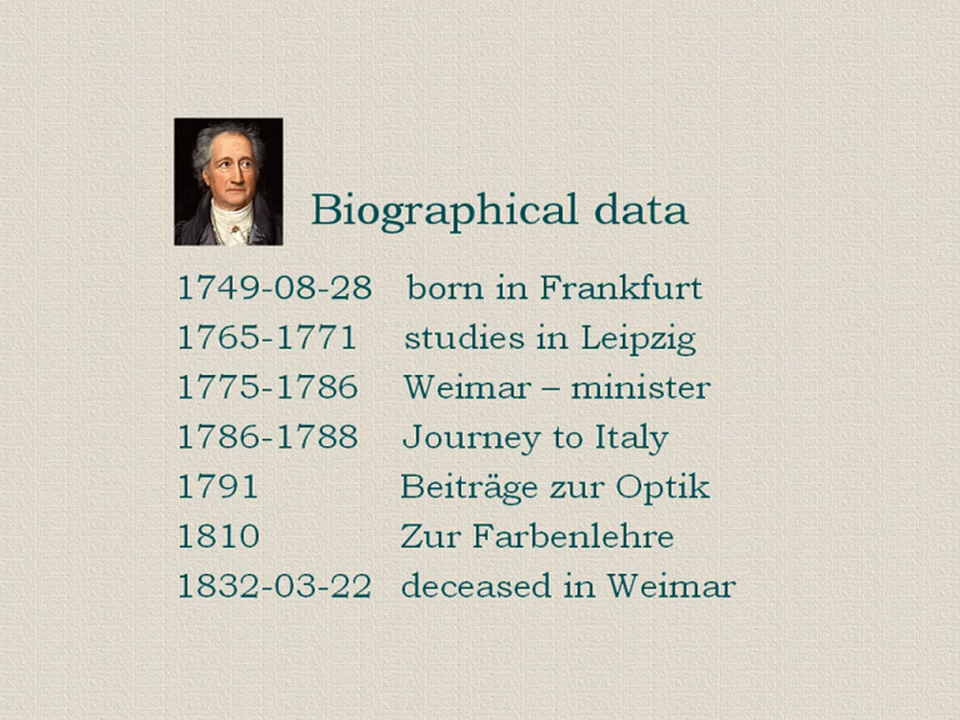 Biographical data
1749-08-28 born in Frankfurt
1765-1771 studies in Leipzig
1775-1786 Weimar – minister
1786-1788 Journey to Italy
1791 Beiträge zur Optik
1810 Zur Farbenlehre
1832-03-22 deceased in Weimar